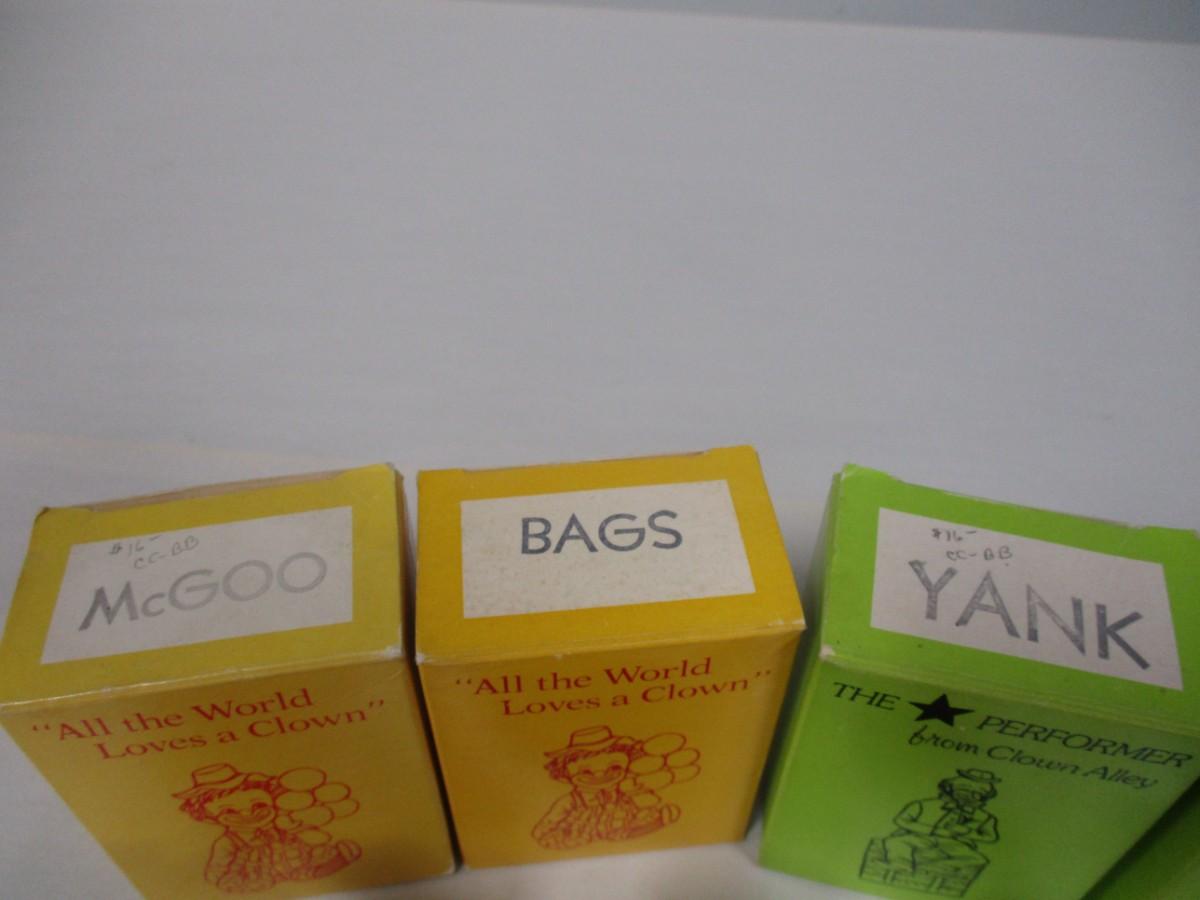 $16-
CC-BB
McGOO
"All the World
Loves a Clown"
BAGS
"All the World
Loves a Clown"
$16-
CC-BB
YANK
THE ★ PERFORMER
from Clown Alley